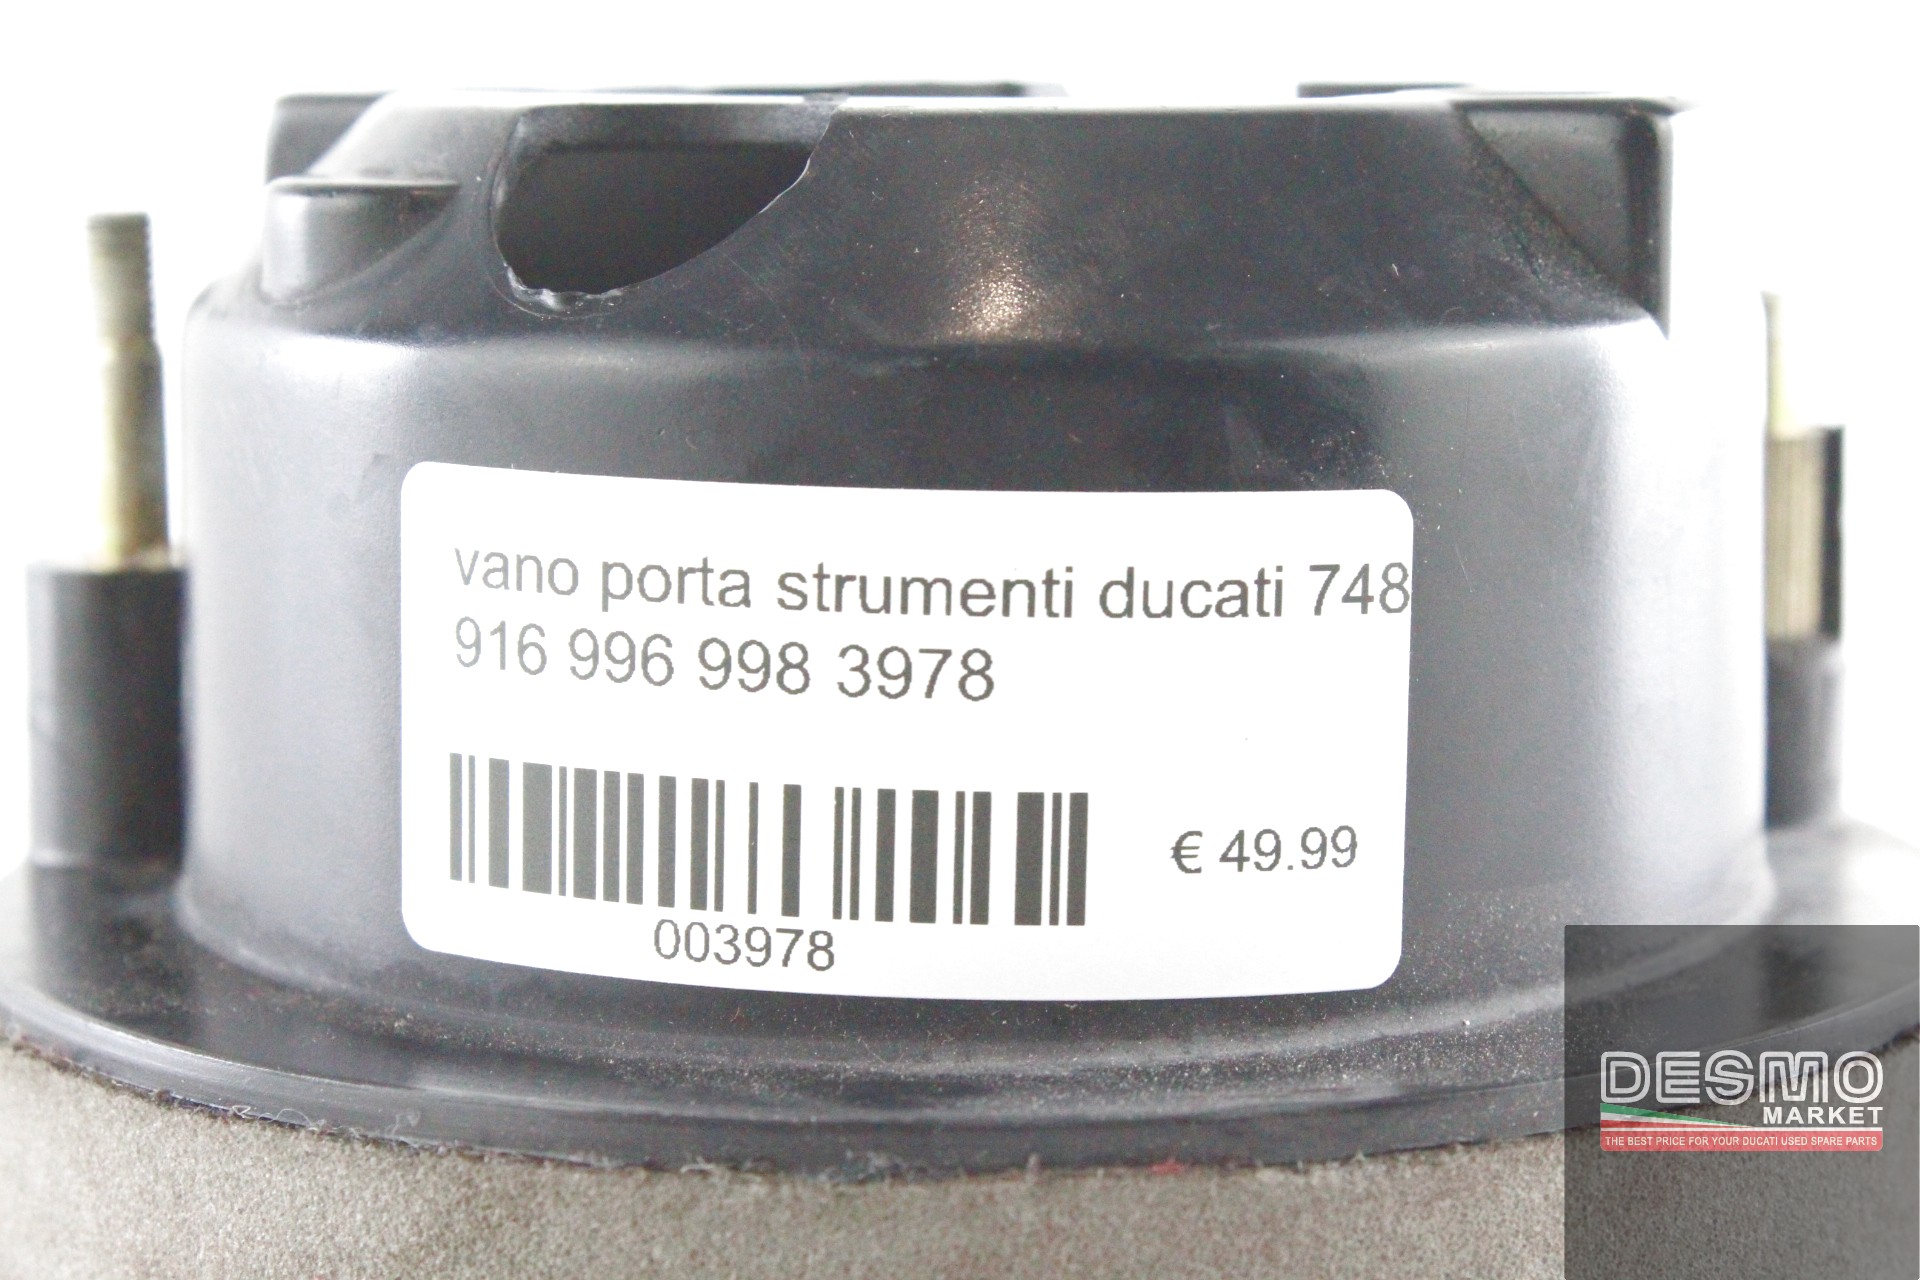 vano porta strumenti ducati 748
916 996 998 3978
€ 49.99
003978
DESMO
MARKET
THE BEST PRICE FOR YOUR DUCATI USED SPARE PARTS